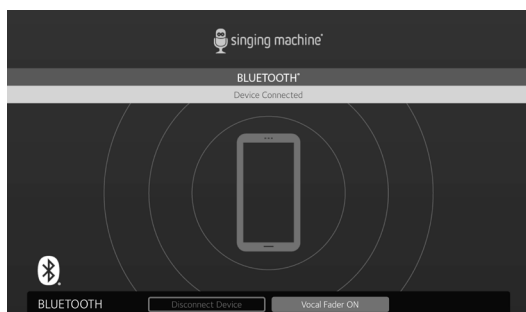 singing machine®
BLUETOOTH®
Device Connected
BLUETOOTH Disconnect Device Vocal Fader ON